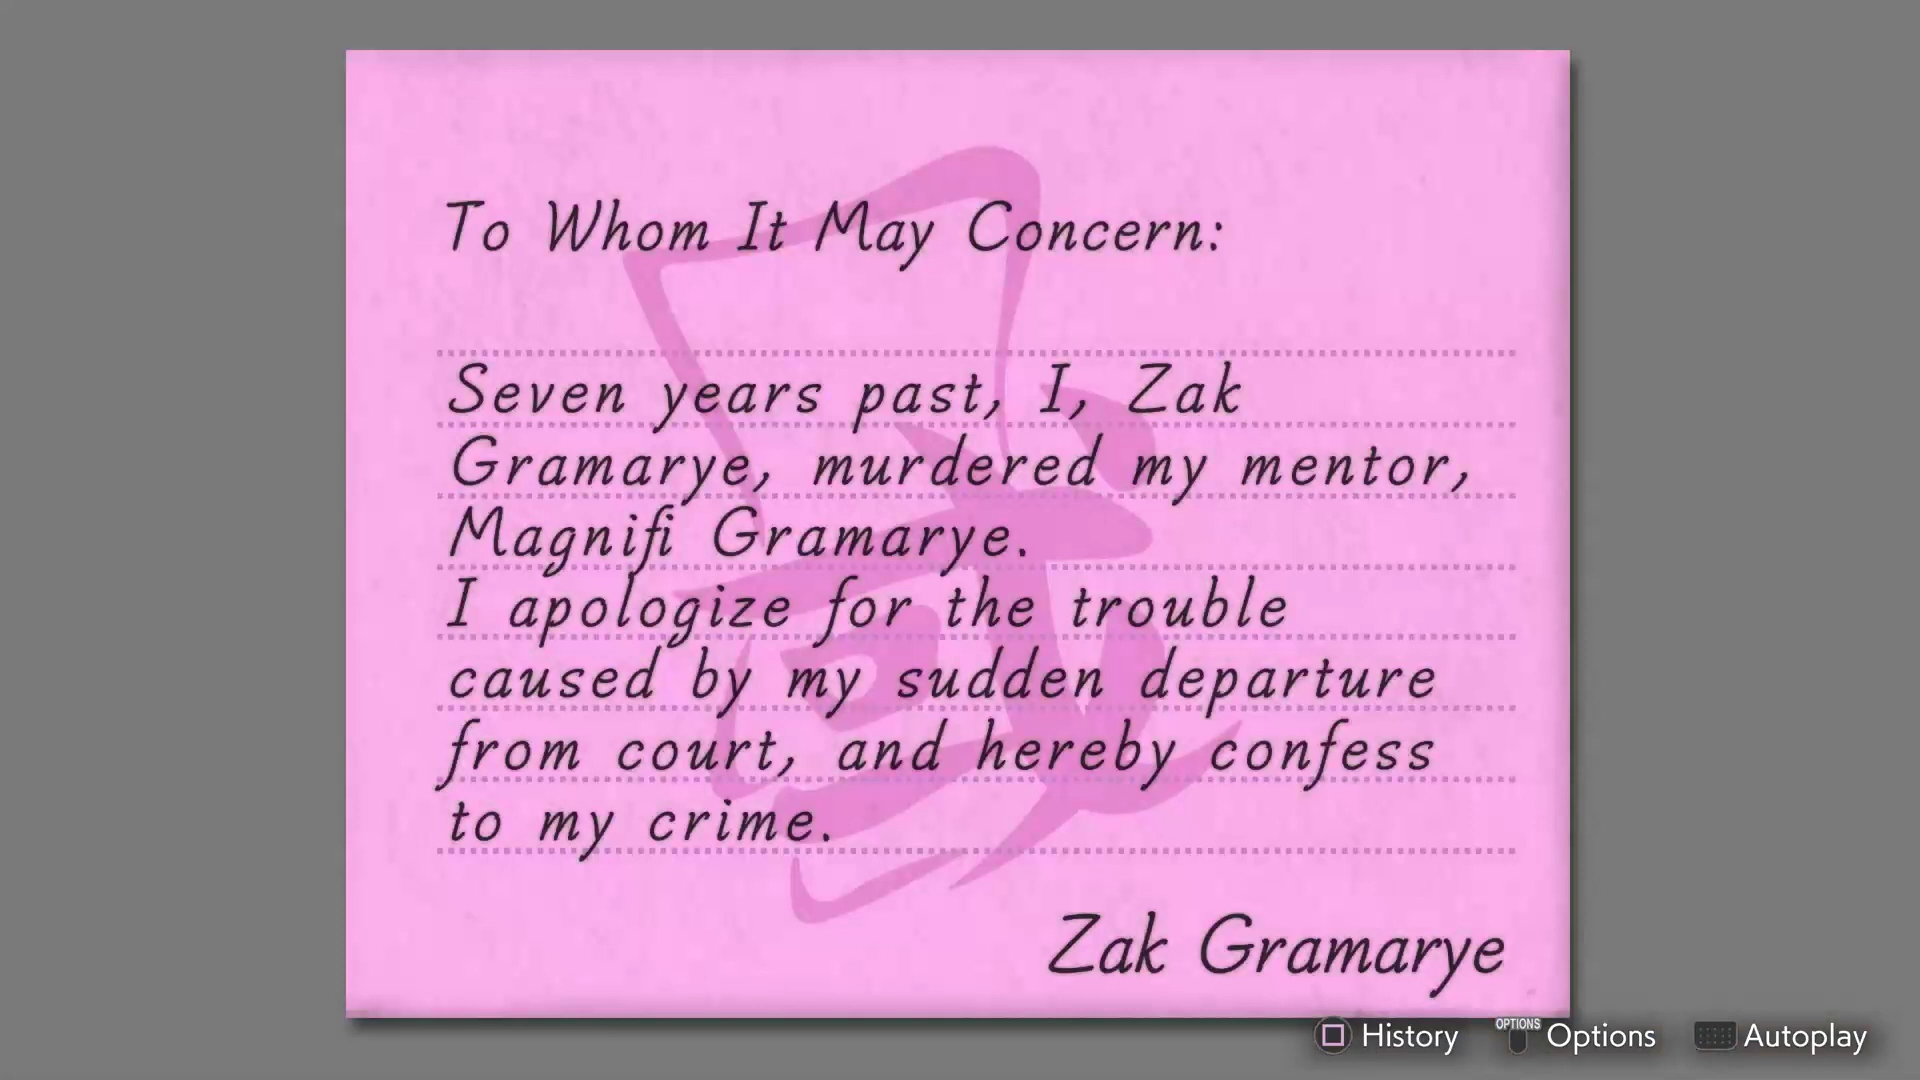 To Whom It May Concern:
Seven years past, I, Zak
Gramarye, murdered my mentor,
Magnifi Gramarye.
I apologize for the trouble
caused by my sudden departure
from court, and hereby confess
to my crime.
Zak Gramarye
History OPTIONS Options Autoplay